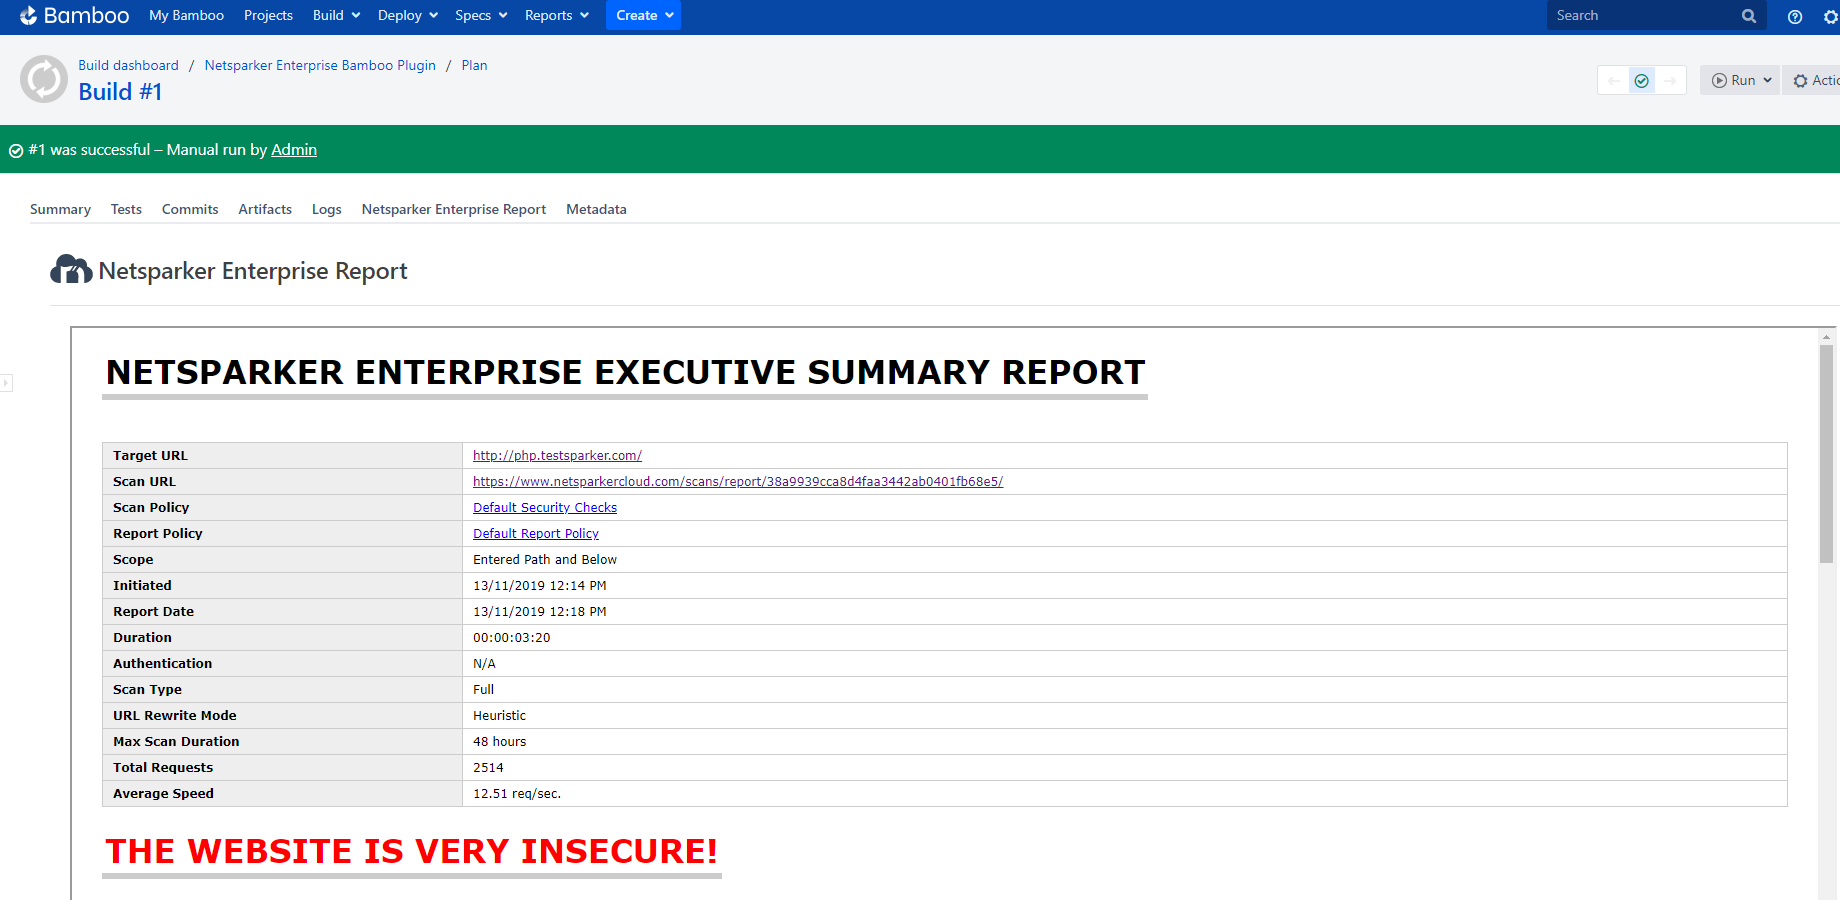 Bamboo My Bamboo Projects Build Deploy Specs Reports Create Search
Build dashboard / Netsparker Enterprise Bamboo Plugin / Plan
Build #1
Run Actio
#1 was successful – Manual run by Admin
Summary Tests Commits Artifacts Logs Netsparker Enterprise Report Metadata
Netsparker Enterprise Report
NETSPARKER ENTERPRISE EXECUTIVE SUMMARY REPORT
Target URL http://php.testsparker.com/
Scan URL https://www.netsparkercloud.com/scans/report/38a9939cca8d4faa3442ab0401fb68e5/
Scan Policy Default Security Checks
Report Policy Default Report Policy
Scope Entered Path and Below
Initiated 13/11/2019 12:14 PM
Report Date 13/11/2019 12:18 PM
Duration 00:00:03:20
Authentication N/A
Scan Type Full
URL Rewrite Mode Heuristic
Max Scan Duration 48 hours
Total Requests 2514
Average Speed 12.51 req/sec.
THE WEBSITE IS VERY INSECURE!